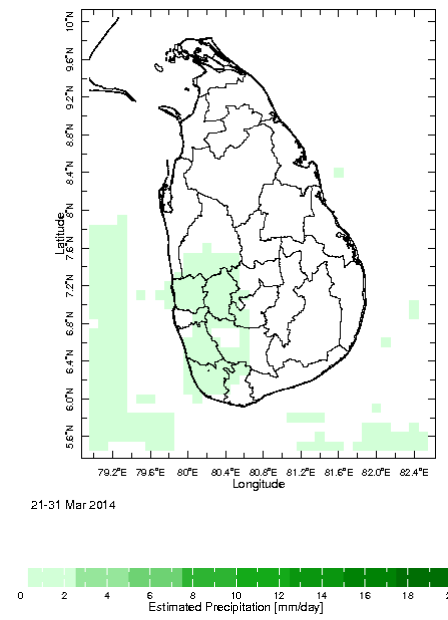 10°N
9.6°N
9.2°N
8.8°N
8.4°N
8°N
7.6°N
7.2°N
6.8°N
6.4°N
6.0°N
5.6°N
Latitude
79.2°E 79.6°E 80°E 80.4°E 80.8°E 81.2°E 81.6°E 82.0°E 82.4°E
Longitude
21-31 Mar 2014
0 2 4 6 8 10 12 14 16 18
Estimated Precipitation [mm/day]